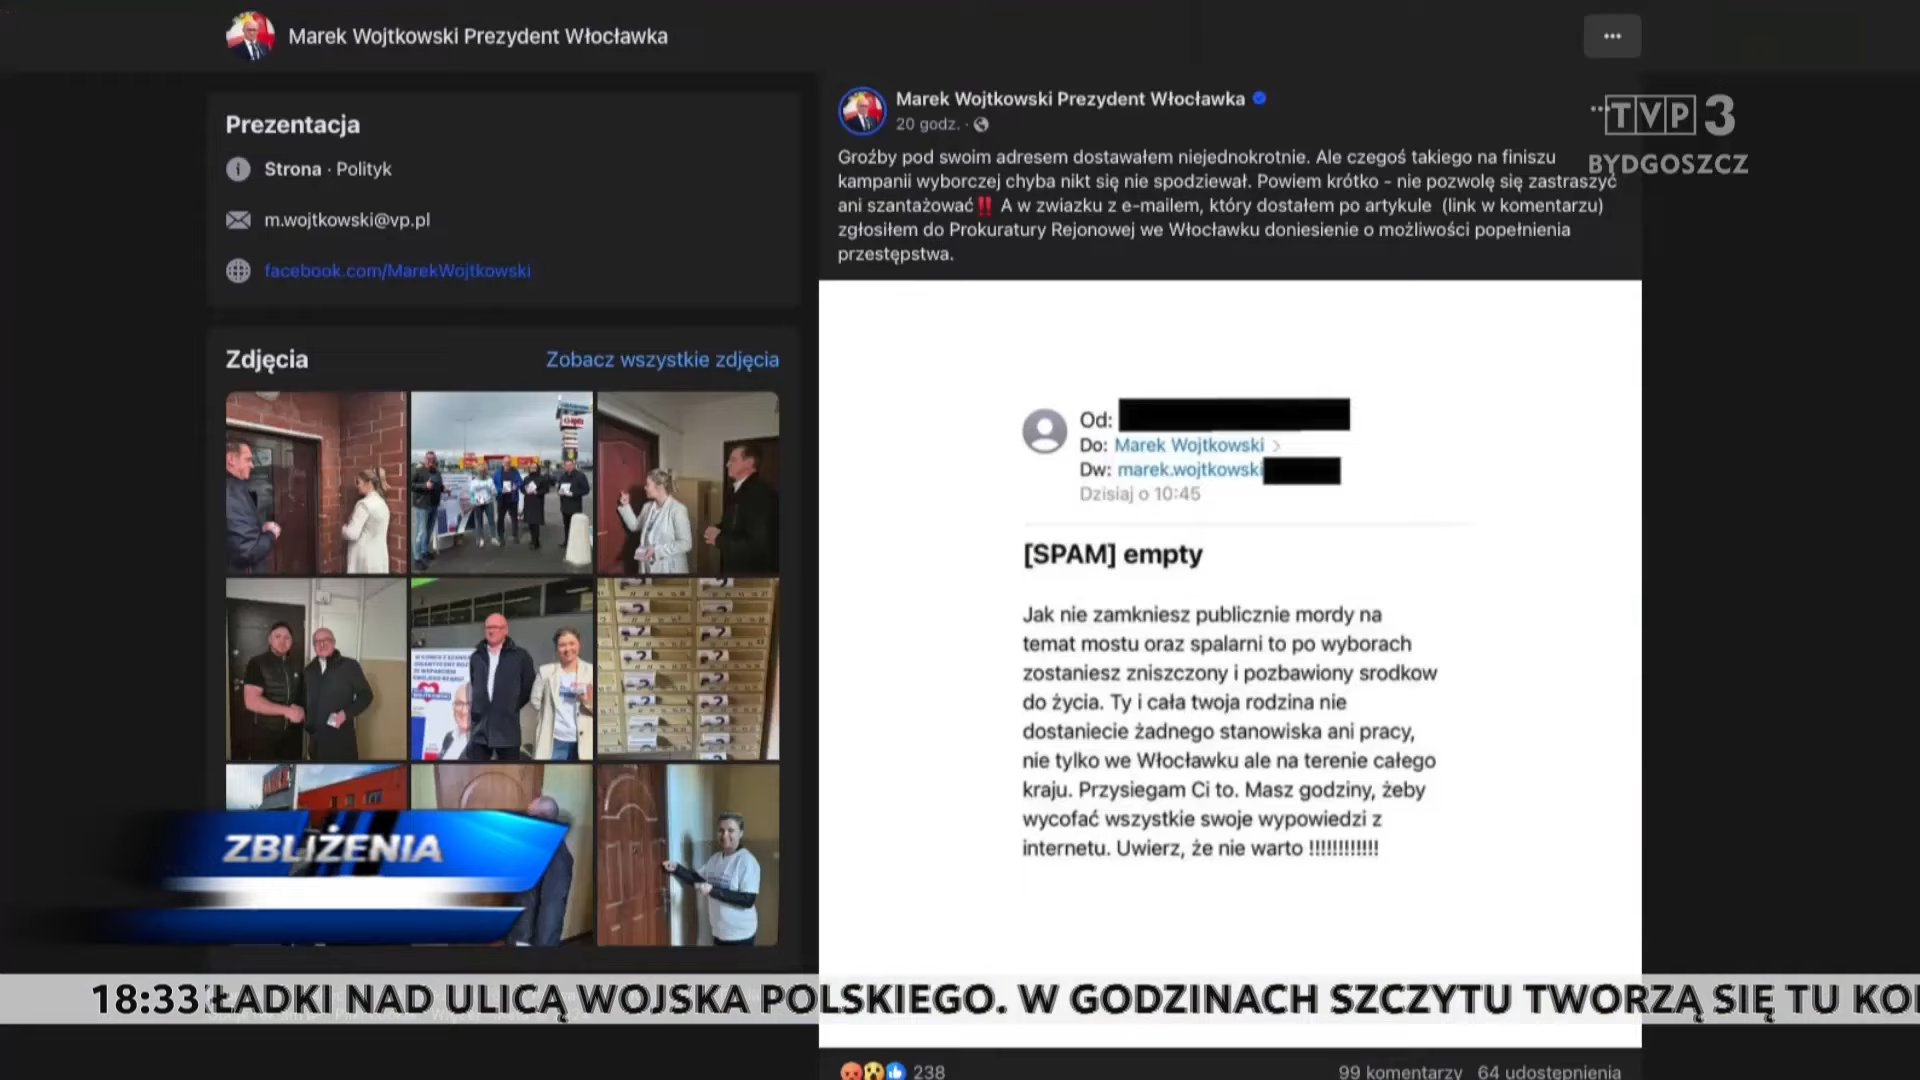 Marek Wojtkowski Prezydent Włocławka
Prezentacja
Strona · Polityk
m.wojtkowski@vp.pl
facebook.com/MarekWojtkowski
Zdjęcia
Zobacz wszystkie zdjęcia
Marek Wojtkowski Prezydent Włocławka
20 godz. ·
Groźby pod swoim adresem dostawałem niejednokrotnie. Ale czegoś takiego na finiszu
kampanii wyborczej chyba nikt się nie spodziewał. Powiem krótko - nie pozwolę się zastraszyć
ani szantażować‼️ A w zwiazku z e-mailem, który dostałem po artykule (link w komentarzu)
zgłosiłem do Prokuratury Rejonowej we Włocławku doniesienie o możliwości popełnienia
przestępstwa.
TVP 3
BYDGOSZCZ
Od:
Do: Marek Wojtkowski >
Dw: marek.wojtkowski
Dzisiaj o 10:45
[SPAM] empty
Jak nie zamkniesz publicznie mordy na
temat mostu oraz spalarni to po wyborach
zostaniesz zniszczony i pozbawiony srodkow
do życia. Ty i cała twoja rodzina nie
dostaniecie żadnego stanowiska ani pracy,
nie tylko we Włocławku ale na terenie całego
kraju. Przysiegam Ci to. Masz godziny, żeby
wycofać wszystkie swoje wypowiedzi z
internetu. Uwierz, że nie warto !!!!!!!!!!!!
ZBLIŻENIA
18:33 KŁADKI NAD ULICĄ WOJSKA POLSKIEGO. W GODZINACH SZCZYTU TWORZĄ SIĘ TU KO
238
99 komentarzy 64 udostępnienia